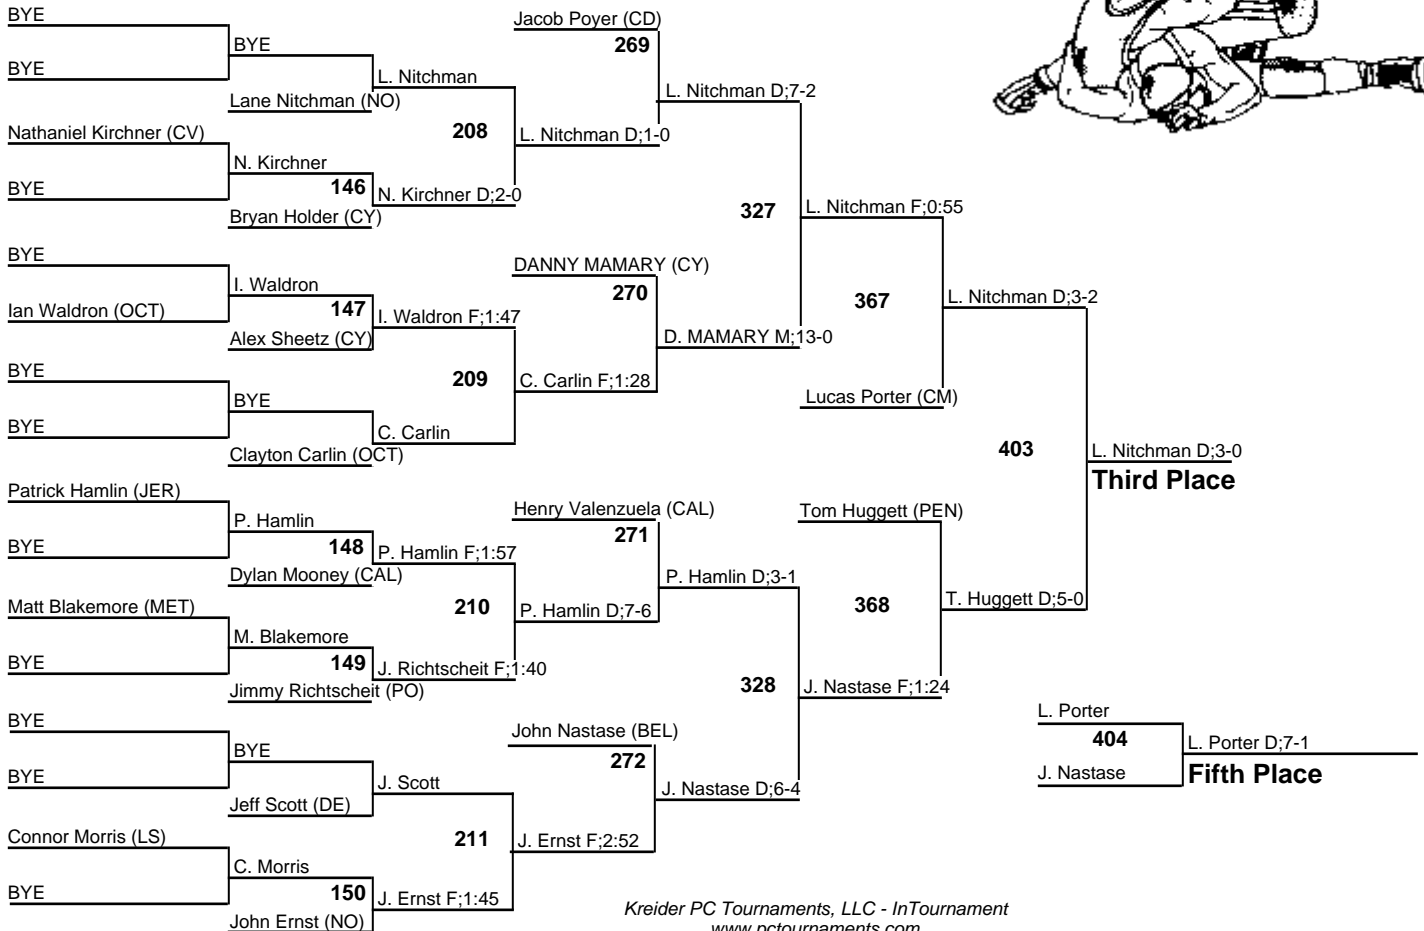 BYE
BYE
BYE
L. Nitchman
Lane Nitchman (NO)
Nathaniel Kirchner (CV)
BYE
N. Kirchner
146
Bryan Holder (CY)
N. Kirchner D;2-0
208
L. Nitchman D;1-0
Jacob Poyer (CD)
269
L. Nitchman D;7-2
BYE
Ian Waldron (OCT)
I. Waldron
147
Alex Sheetz (CY)
I. Waldron F;1:47
BYE
BYE
BYE
C. Carlin
Clayton Carlin (OCT)
209
C. Carlin F;1:28
DANNY MAMARY (CY)
270
D. MAMARY M;13-0
327
L. Nitchman F;0:55
367
Lucas Porter (CM)
L. Nitchman D;3-2
Patrick Hamlin (JER)
BYE
P. Hamlin
148
Dylan Mooney (CAL)
P. Hamlin F;1:57
Matt Blakemore (MET)
BYE
M. Blakemore
149
Jimmy Richtscheit (PO)
J. Richtscheit F;1:40
210
P. Hamlin D;7-6
Henry Valenzuela (CAL)
271
P. Hamlin D;3-1
BYE
BYE
BYE
J. Scott
Jeff Scott (DE)
Connor Morris (LS)
BYE
C. Morris
150
John Ernst (NO)
J. Ernst F;1:45
211
J. Ernst F;2:52
John Nastase (BEL)
272
J. Nastase D;6-4
328
J. Nastase F;1:24
Tom Huggett (PEN)
368
T. Huggett D;5-0
403
L. Nitchman D;3-0
Third Place
L. Porter
404
J. Nastase
L. Porter D;7-1
Fifth Place
Kreider PC Tournaments, LLC - InTournament
www.pctournaments.com